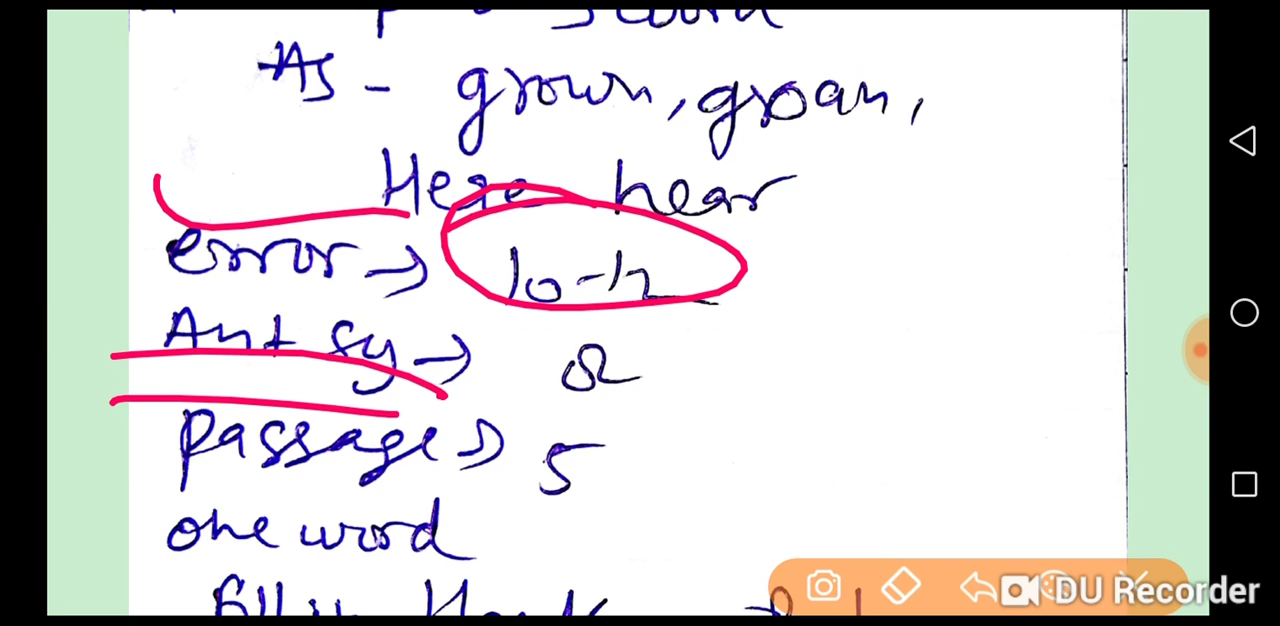 As - grown, groan,
Here hear
error → 10-12
Ant sy → 8
passage → 5
one word
DU Recorder